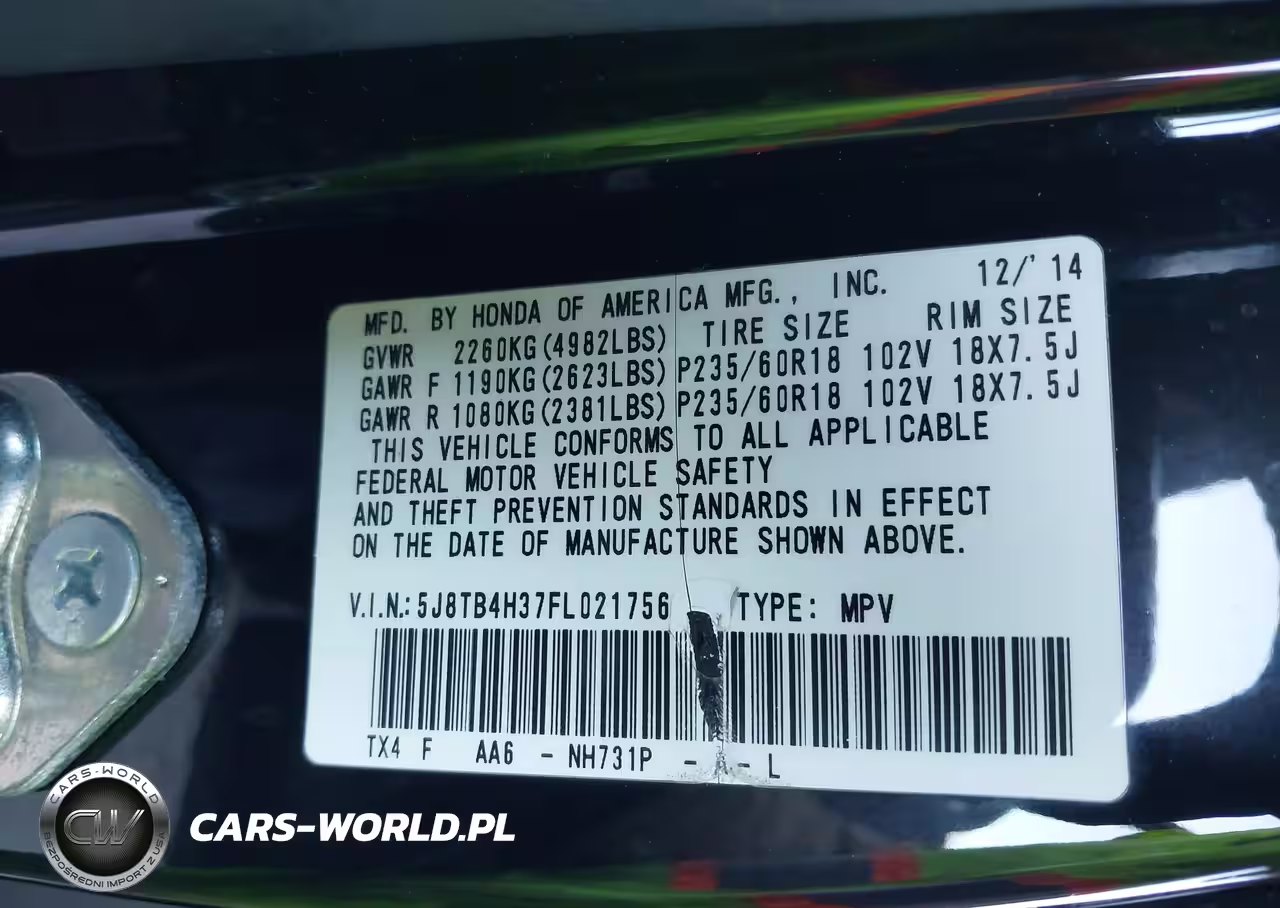 MFD. BY HONDA OF AMERICA MFG., INC. 12/'14
GVWR 2260KG(4982LBS) TIRE SIZE RIM SIZE
GAWR F 1190KG(2623LBS) P235/60R18 102V 18X7.5J
GAWR R 1080KG(2381LBS) P235/60R18 102V 18X7.5J
THIS VEHICLE CONFORMS TO ALL APPLICABLE
FEDERAL MOTOR VEHICLE SAFETY
AND THEFT PREVENTION STANDARDS IN EFFECT
ON THE DATE OF MANUFACTURE SHOWN ABOVE.
V.I.N.: 5J8TB4H37FL021756 TYPE: MPV
TX4 F AA6 - NH731P - - L
CARS-WORLD
CW
BEZPOŚREDNI IMPORT Z USA
CARS-WORLD.PL